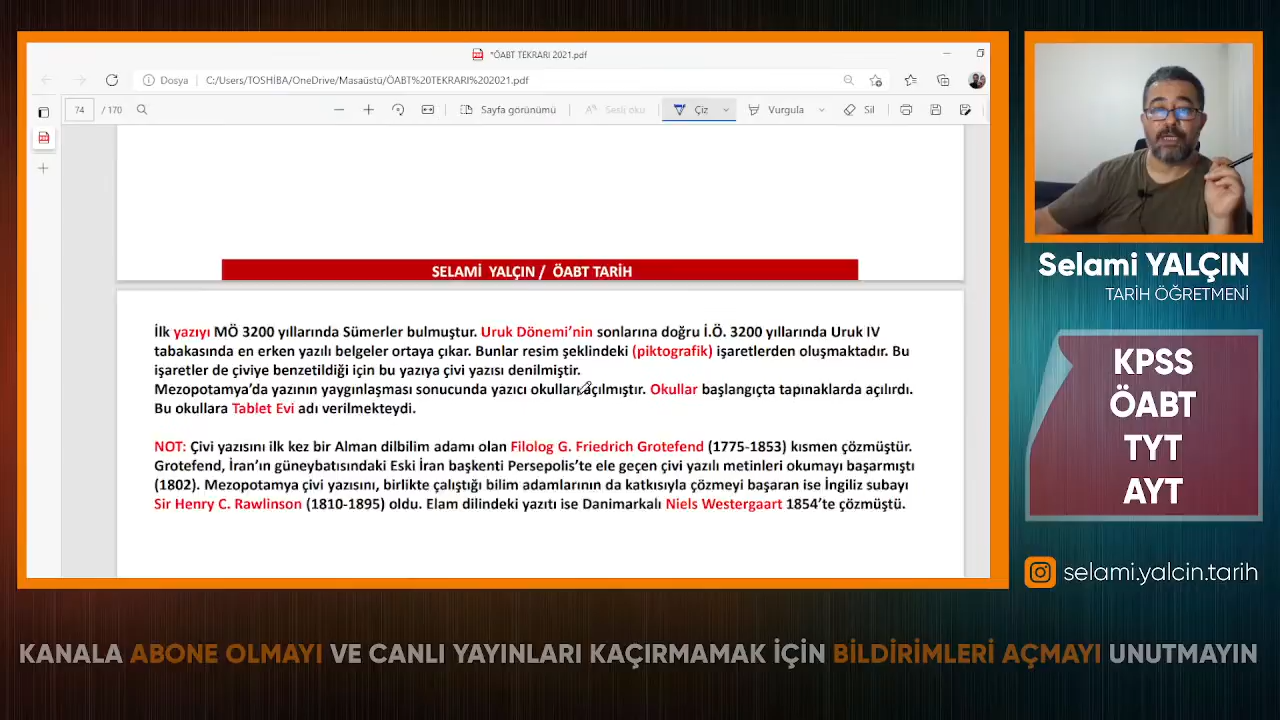 *ÖABT TEKRARI 2021.pdf
Dosya | C:/Users/TOSHİBA/OneDrive/Masaüstü/ÖABT%20TEKRARI%202021.pdf
74 / 170
Sayfa görünümü
Sesli oku
Çiz
Vurgula
Sil
SELAMİ YALÇIN / ÖABT TARİH
İlk yazıyı MÖ 3200 yıllarında Sümerler bulmuştur. Uruk Dönemi'nin sonlarına doğru İ.Ö. 3200 yıllarında Uruk IV
tabakasında en erken yazılı belgeler ortaya çıkar. Bunlar resim şeklindeki (piktografik) işaretlerden oluşmaktadır. Bu
işaretler de çiviye benzetildiği için bu yazıya çivi yazısı denilmiştir.
Mezopotamya'da yazının yaygınlaşması sonucunda yazıcı okulları açılmıştır. Okullar başlangıçta tapınaklarda açılırdı.
Bu okullara Tablet Evi adı verilmekteydi.
NOT: Çivi yazısını ilk kez bir Alman dilbilim adamı olan Filolog G. Friedrich Grotefend (1775-1853) kısmen çözmüştür.
Grotefend, İran'ın güneybatısındaki Eski İran başkenti Persepolis'te ele geçen çivi yazılı metinleri okumayı başarmıştı
(1802). Mezopotamya çivi yazısını, birlikte çalıştığı bilim adamlarının da katkısıyla çözmeyi başaran ise İngiliz subayı
Sir Henry C. Rawlinson (1810-1895) oldu. Elam dilindeki yazıtı ise Danimarkalı Niels Westergaart 1854'te çözmüştü.
Selami YALÇIN
TARİH ÖĞRETMENİ
KPSS
ÖABT
TYT
AYT
selami.yalcin.tarih
KANALA ABONE OLMAYI VE CANLI YAYINLARI KAÇIRMAMAK İÇİN BİLDİRİMLERİ AÇMAYI UNUTMAYIN